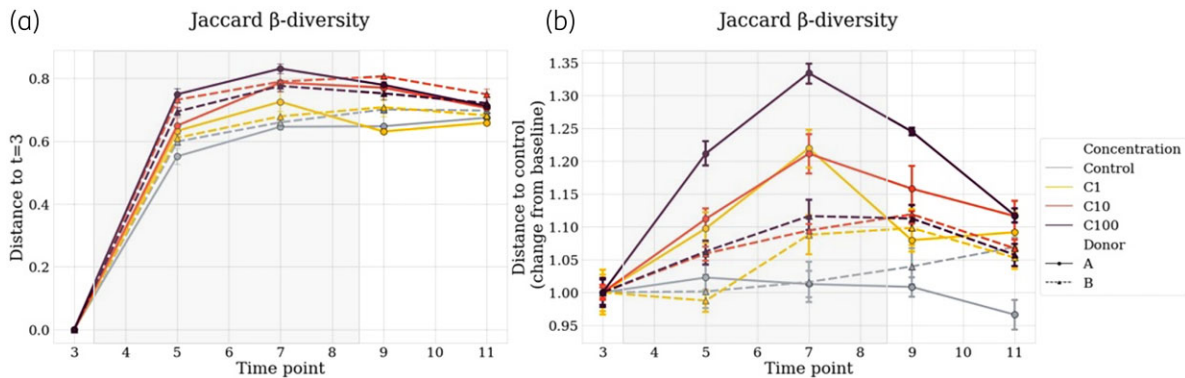 (a)
Jaccard β-diversity
Distance to t=3
0.8
0.6
0.4
0.2
0.0
3 4 5 6 7 8 9 10 11
Time point
(b)
Jaccard β-diversity
Distance to control
(change from baseline)
1.35
1.30
1.25
1.20
1.15
1.10
1.05
1.00
0.95
3 4 5 6 7 8 9 10 11
Time point
Concentration
Control
C1
C10
C100
Donor
A
B